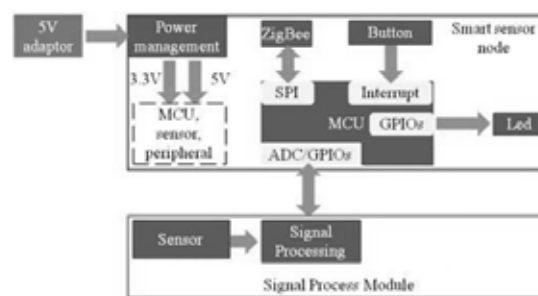 5V
adaptor
Power
management
ZigBee
Button
Smart sensor
node
3.3V
5V
SPI
Interrupt
MCU,
sensor,
peripheral
MCU
GPIOs
Led
ADC/GPIOs
Sensor
Signal
Processing
Signal Process Module